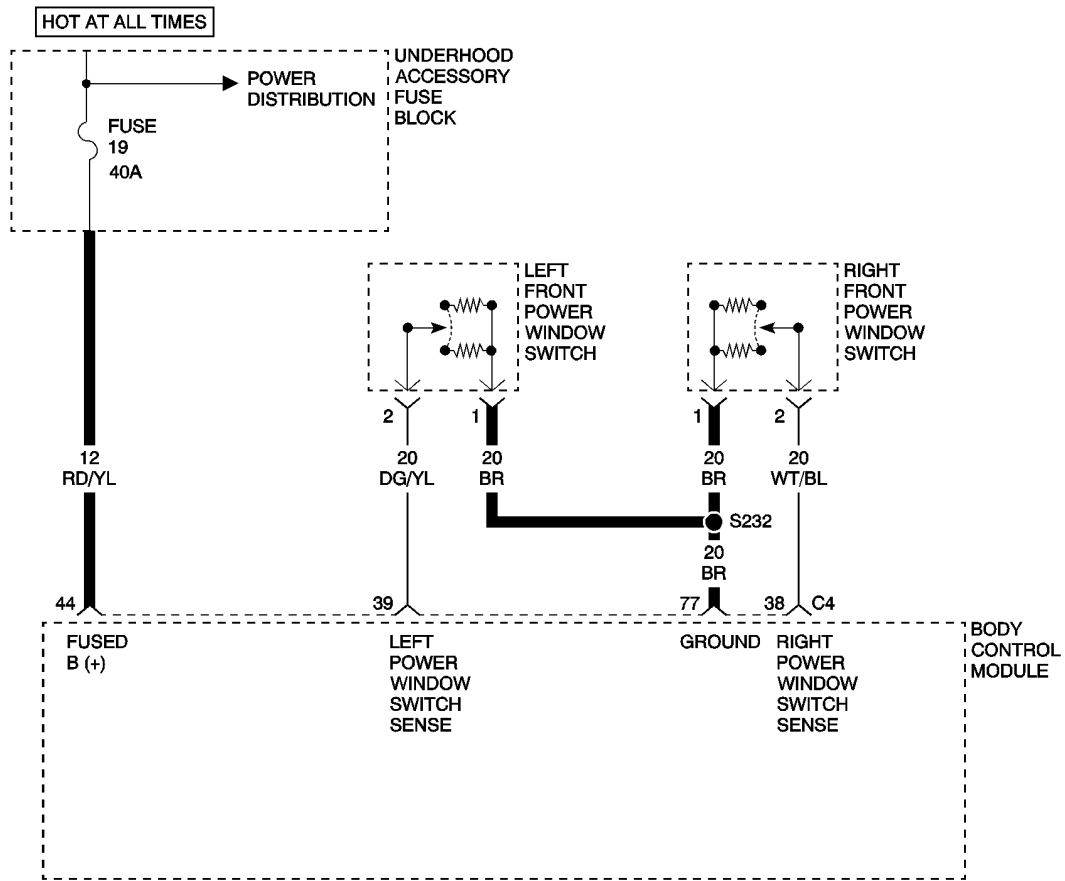 HOT AT ALL TIMES
UNDERHOOD
ACCESSORY
FUSE
BLOCK
POWER
DISTRIBUTION
FUSE
19
40A
LEFT
FRONT
POWER
WINDOW
SWITCH
RIGHT
FRONT
POWER
WINDOW
SWITCH
2
1
1
2
12
RD/YL
20
DG/YL
20
BR
20
BR
20
WT/BL
S232
20
BR
44
39
77
38
C4
FUSED
B (+)
LEFT
POWER
WINDOW
SWITCH
SENSE
GROUND
RIGHT
POWER
WINDOW
SWITCH
SENSE
BODY
CONTROL
MODULE